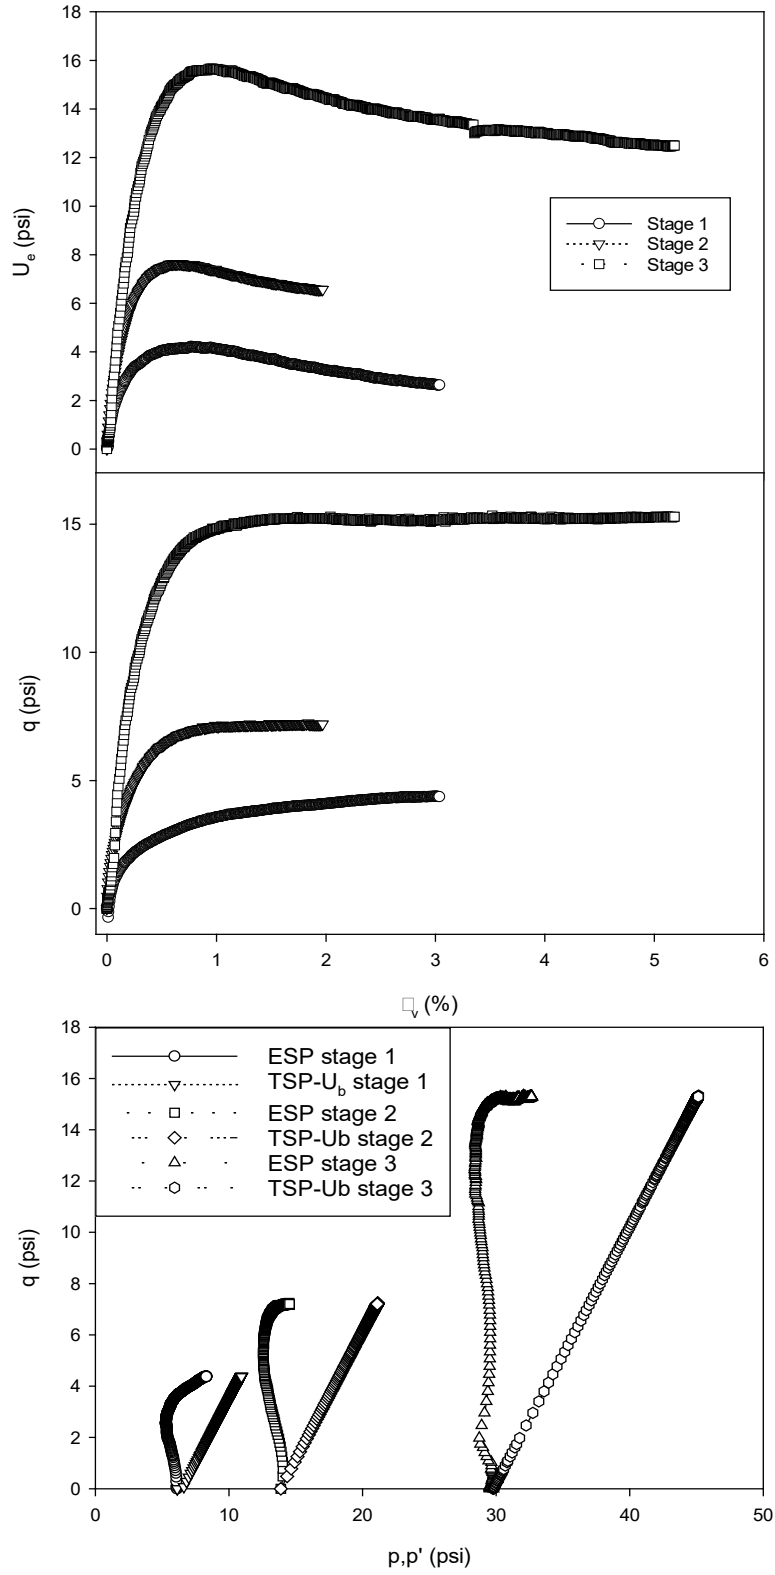 18
16
14
12
10
8
6
4
2
0
U_e (psi)
Stage 1
Stage 2
Stage 3
15
10
5
0
q (psi)
0 1 2 3 4 5 6
□_v (%)
18
16
14
12
10
8
6
4
2
0
q (psi)
ESP stage 1
TSP-U_b stage 1
ESP stage 2
TSP-Ub stage 2
ESP stage 3
TSP-Ub stage 3
0 10 20 30 40 50
p,p' (psi)